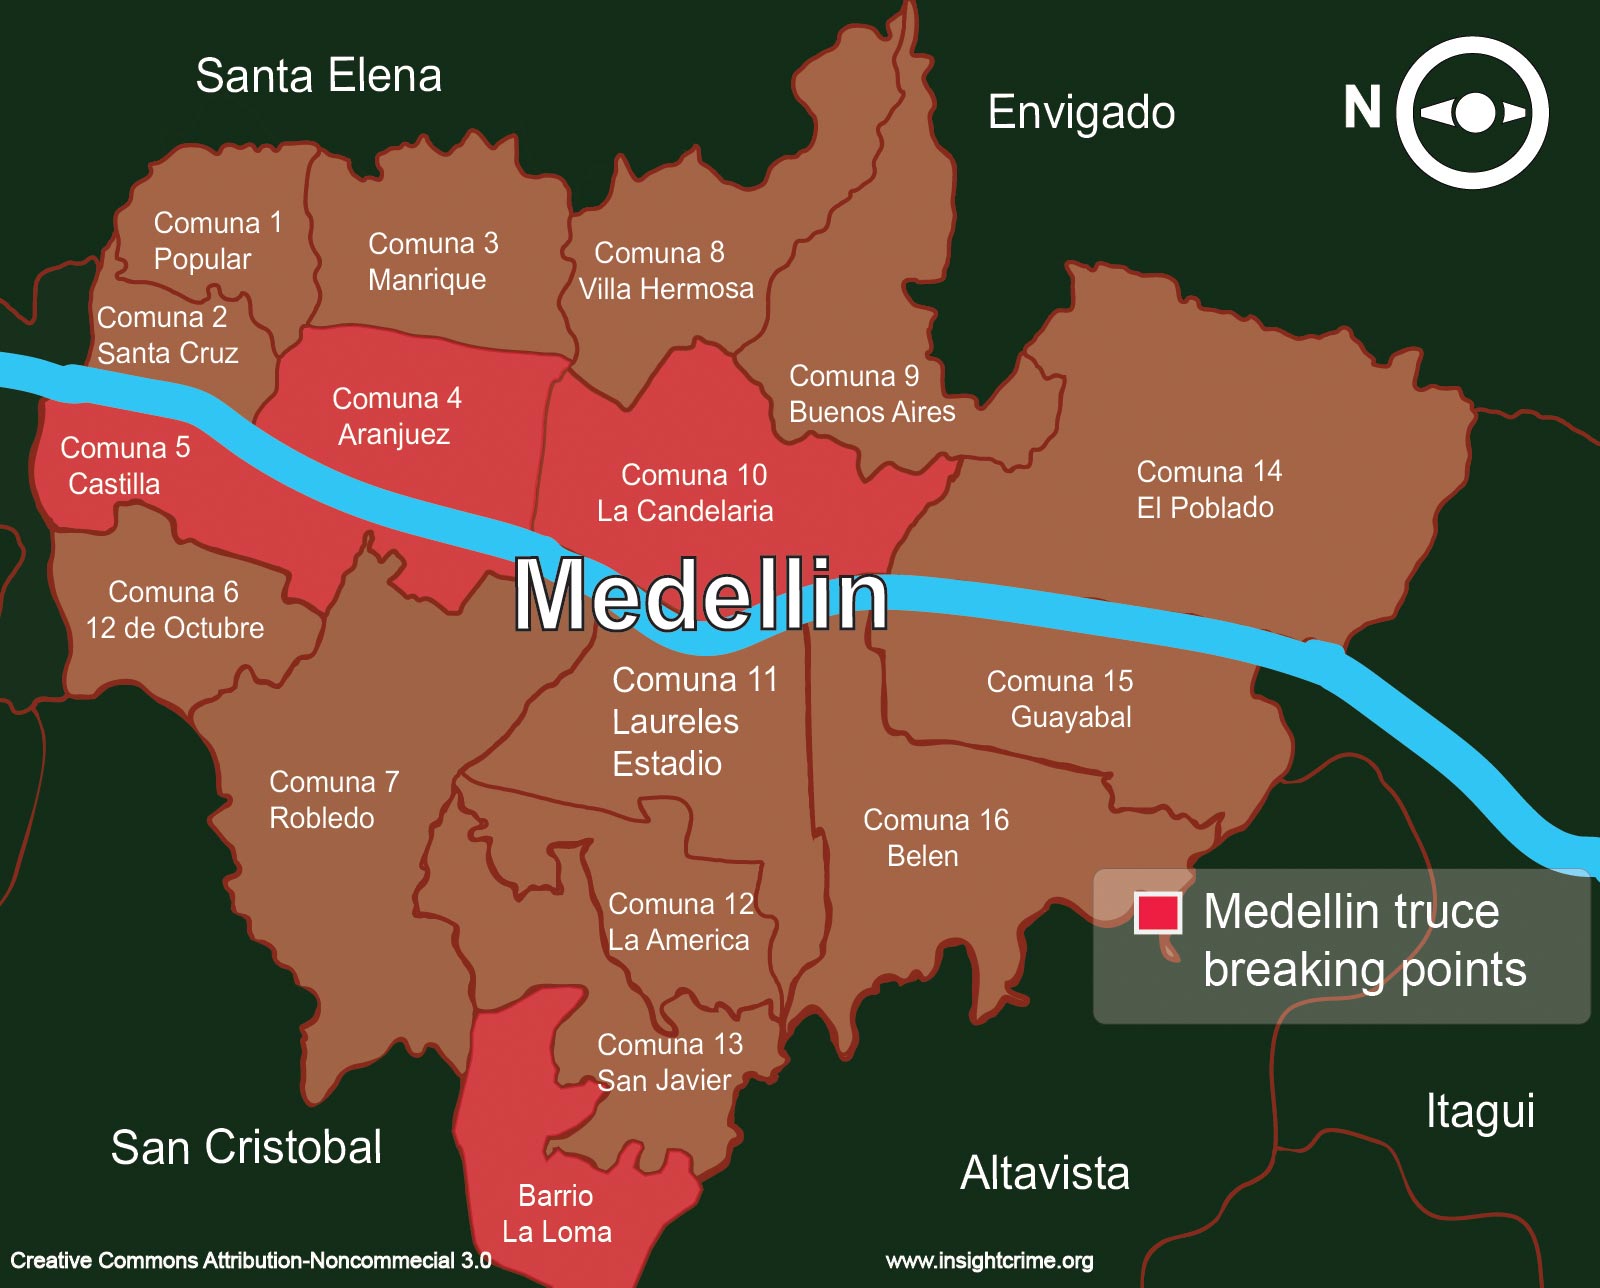 Santa Elena
Envigado
N
Comuna 1
Popular
Comuna 3
Manrique
Comuna 8
Villa Hermosa
Comuna 2
Santa Cruz
Comuna 4
Aranjuez
Comuna 9
Buenos Aires
Comuna 5
Castilla
Comuna 10
La Candelaria
Comuna 14
El Poblado
Medellin
Comuna 6
12 de Octubre
Comuna 11
Laureles
Estadio
Comuna 15
Guayabal
Comuna 7
Robledo
Comuna 16
Belen
Comuna 12
La America
Medellin truce
breaking points
Comuna 13
San Javier
Itagui
San Cristobal
Altavista
Barrio
La Loma
Creative Commons Attribution-Noncommecial 3.0
www.insightcrime.org